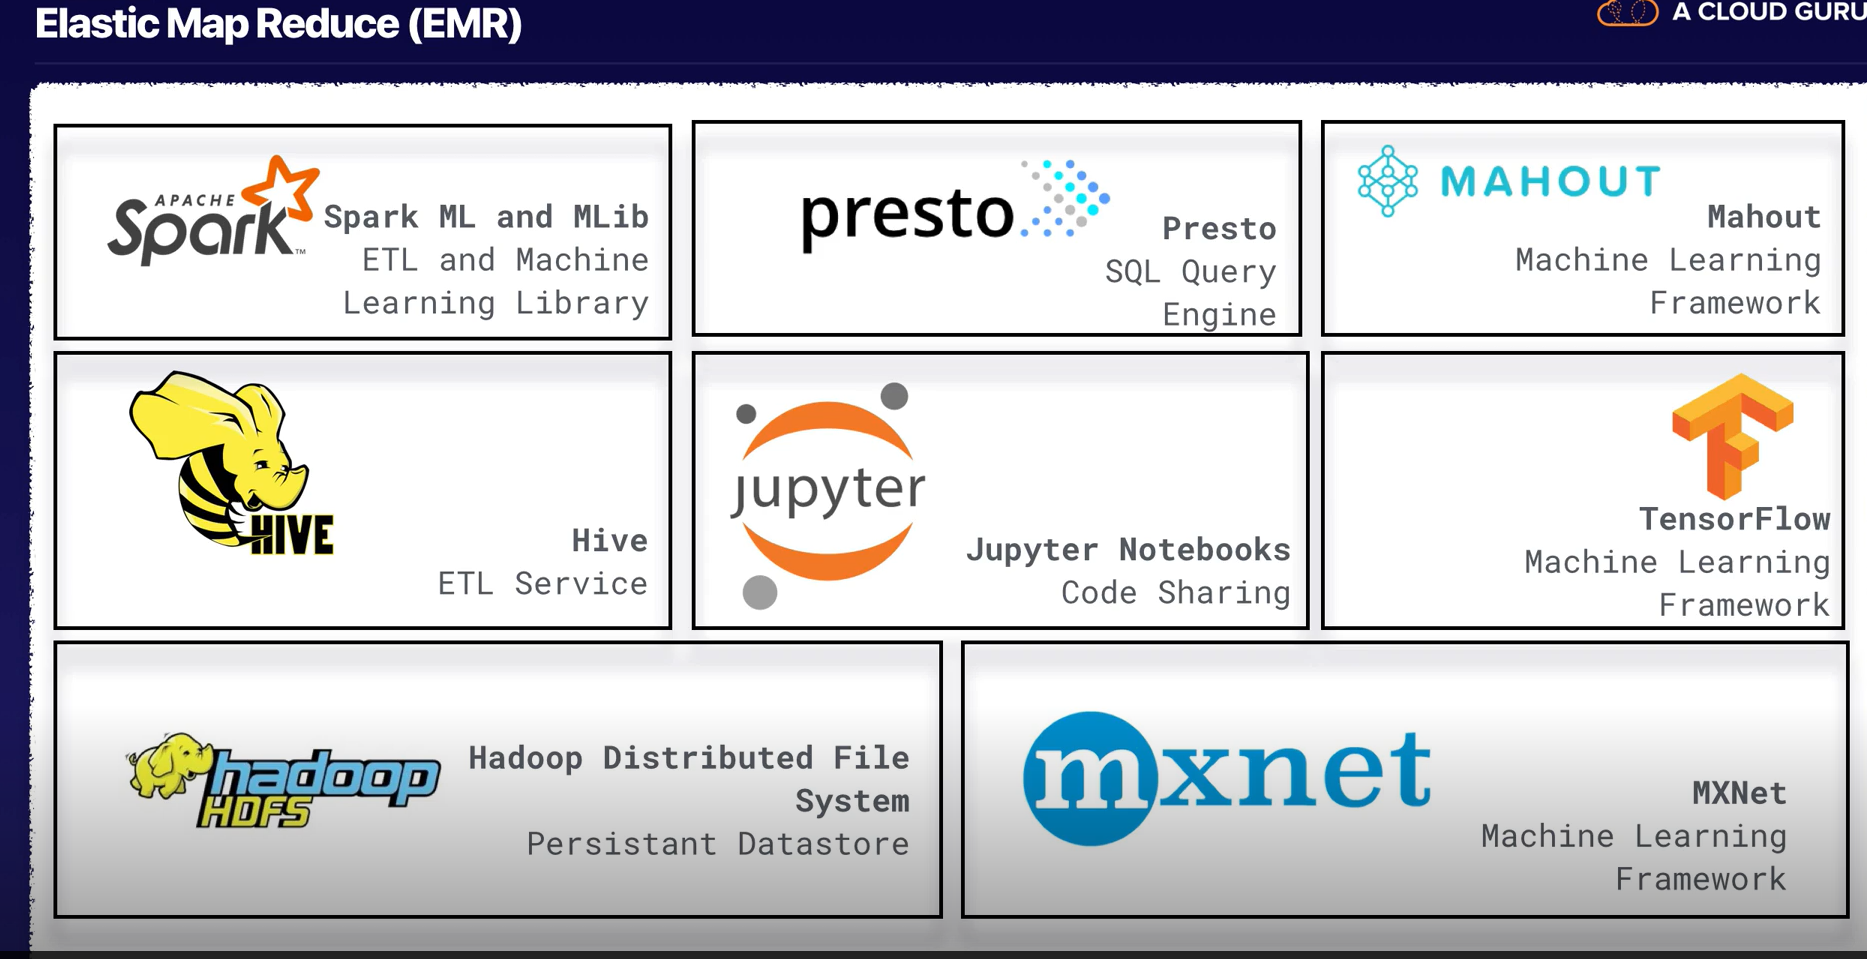 Elastic Map Reduce (EMR)
A CLOUD GURU
APACHE
Spark™
Spark ML and MLib
ETL and Machine
Learning Library
presto
Presto
SQL Query
Engine
MAHOUT
Mahout
Machine Learning
Framework
HIVE
Hive
ETL Service
jupyter
Jupyter Notebooks
Code Sharing
TensorFlow
Machine Learning
Framework
hadoop
HDFS
Hadoop Distributed File
System
Persistant Datastore
mxnet
MXNet
Machine Learning
Framework